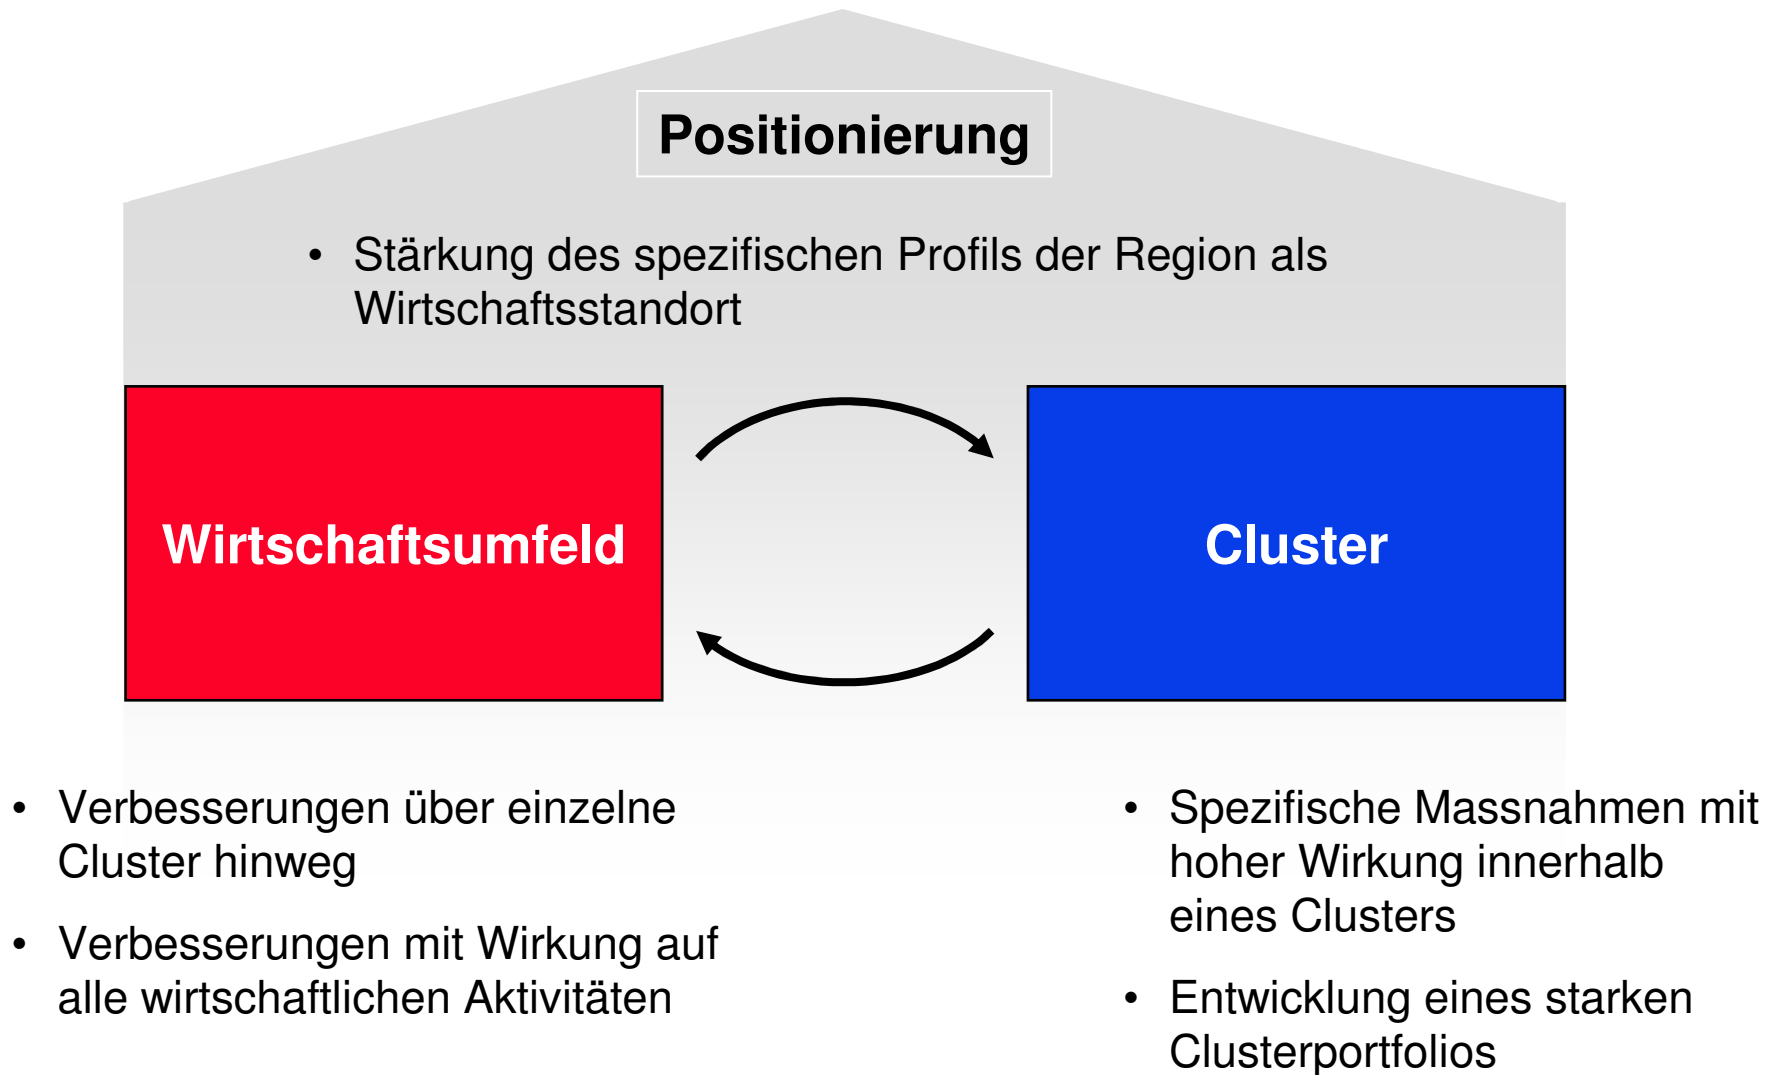 Positionierung
• Stärkung des spezifischen Profils der Region als
Wirtschaftsstandort
Wirtschaftsumfeld
Cluster
• Verbesserungen über einzelne
Cluster hinweg
• Verbesserungen mit Wirkung auf
alle wirtschaftlichen Aktivitäten
• Spezifische Massnahmen mit
hoher Wirkung innerhalb
eines Clusters
• Entwicklung eines starken
Clusterportfolios